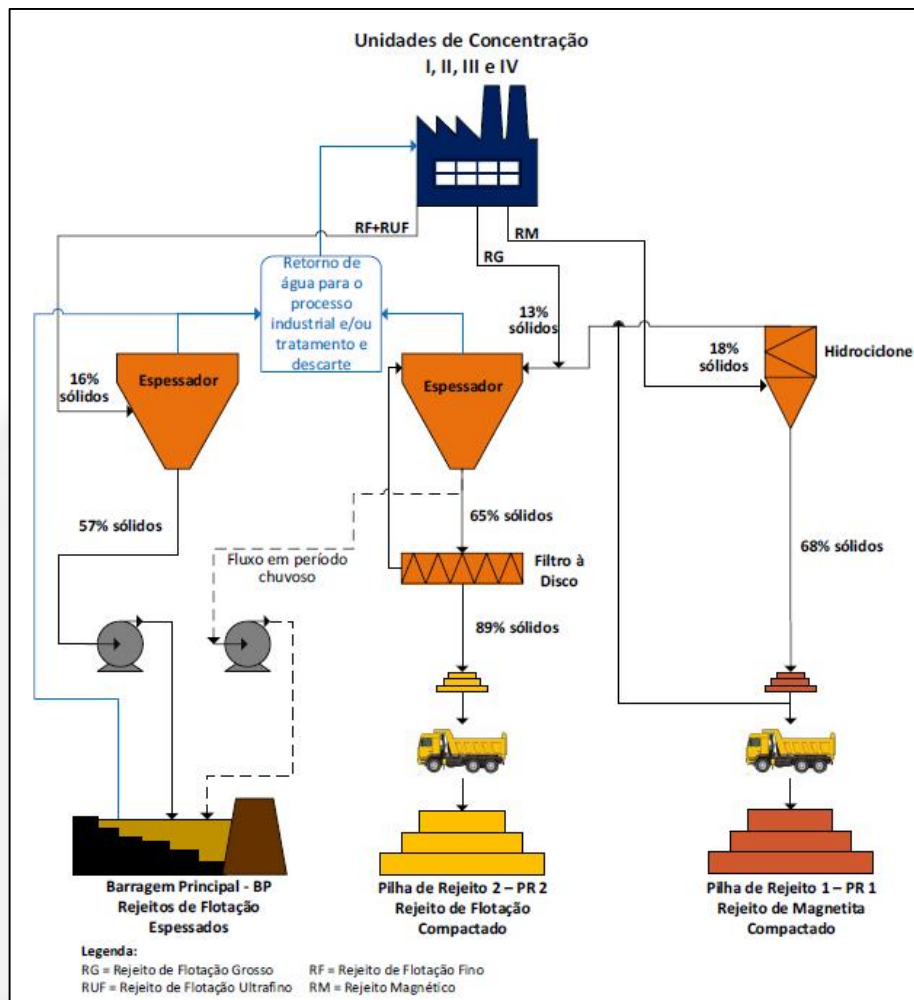 Unidades de Concentração
I, II, III e IV
RF+RUF
RM
RG
Retorno de
água para o
processo
industrial e/ou
tratamento e
descarte
13%
sólidos
18%
sólidos
Hidrociclone
16%
sólidos
Espessador
Espessador
57% sólidos
65% sólidos
68% sólidos
Fluxo em período
chuvoso
Filtro à
Disco
89% sólidos
Barragem Principal - BP
Rejeitos de Flotação
Espessados
Pilha de Rejeito 2 – PR 2
Rejeito de Flotação
Compactado
Pilha de Rejeito 1 – PR 1
Rejeito de Magnetita
Compactado
Legenda:
RG = Rejeito de Flotação Grosso RF = Rejeito de Flotação Fino
RUF = Rejeito de Flotação Ultrafino RM = Rejeito Magnético